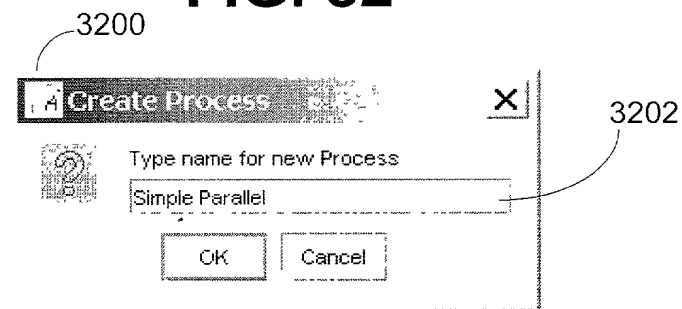 3200
Create Process
3202
Type name for new Process
Simple Parallel
OK
Cancel